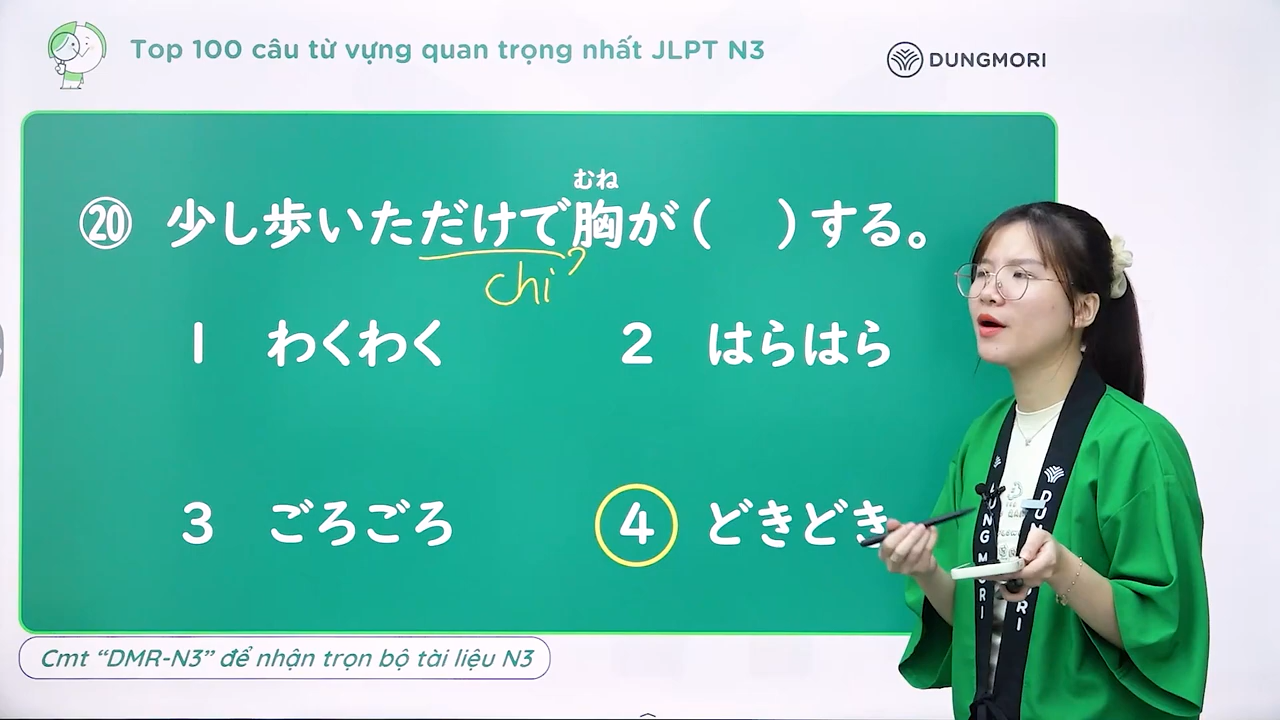 Top 100 câu từ vựng quan trọng nhất JLPT N3
DUNGMORI
むね
⑳ 少し歩いただけで胸が( )する。
chỉ
1 わくわく
2 はらはら
3 ごろごろ
4 どきどき
DUNGMORI
Cmt “DMR-N3” để nhận trọn bộ tài liệu N3